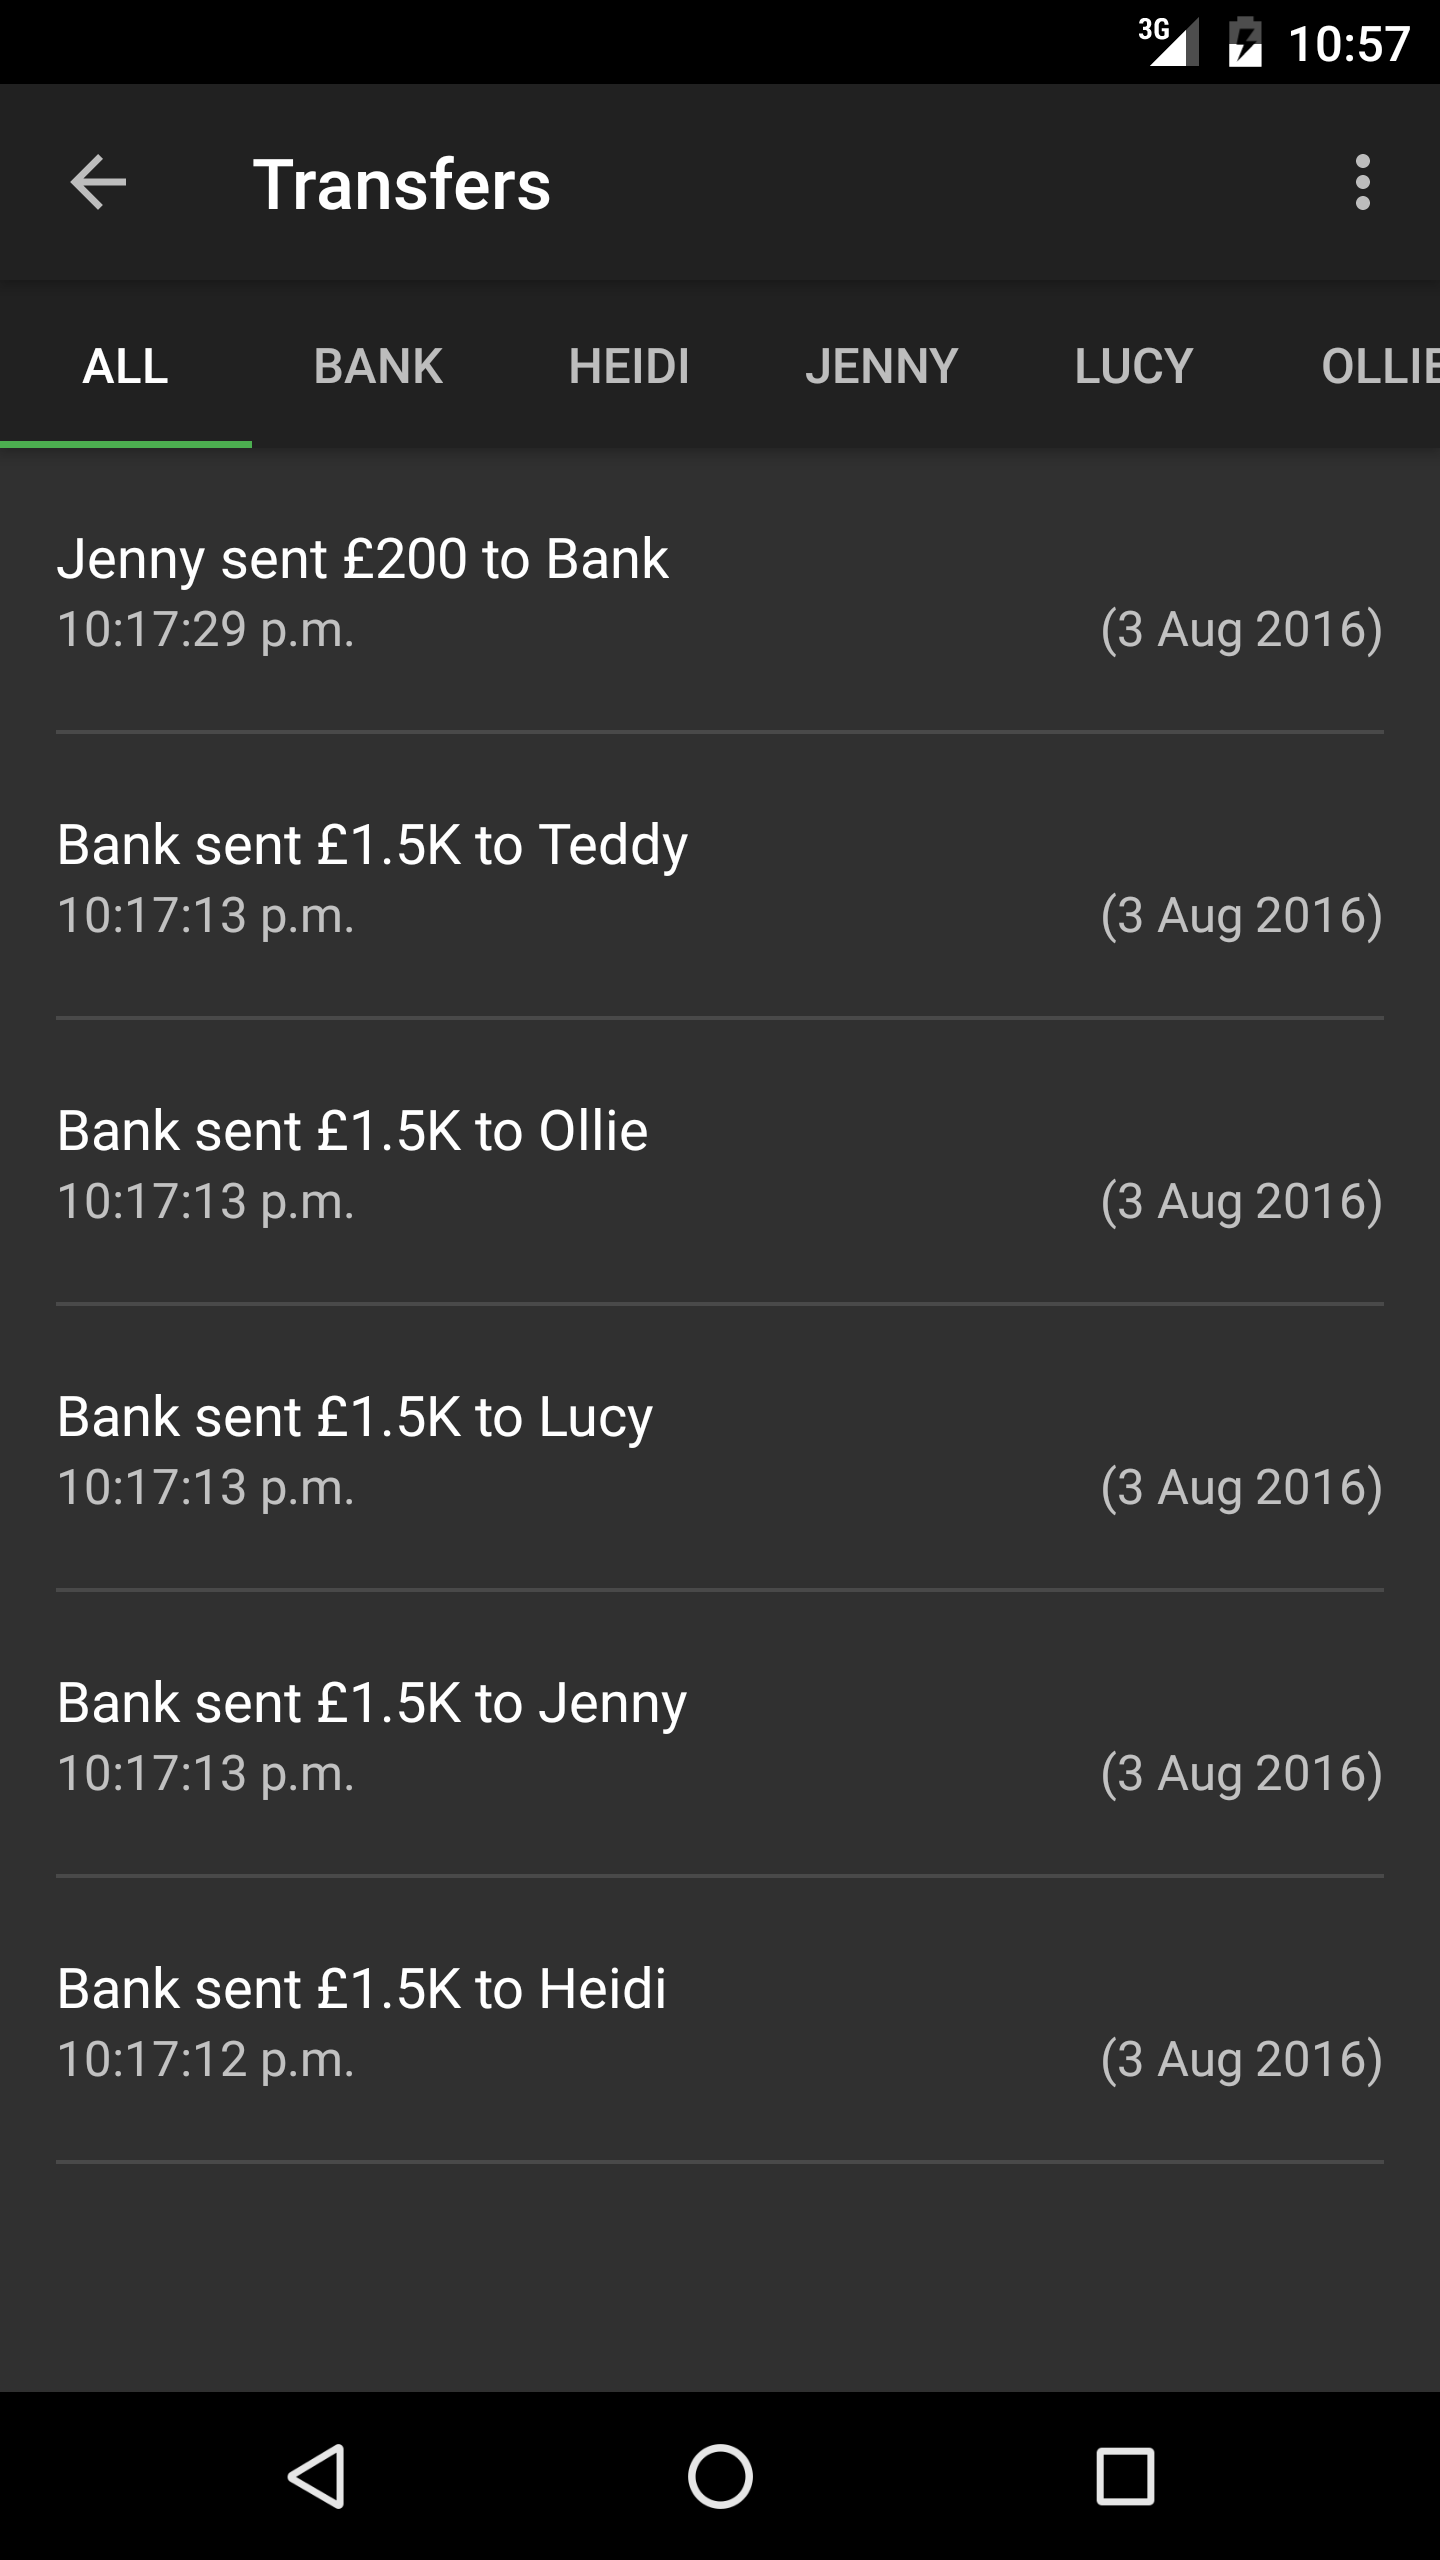 3G 10:57
Transfers
ALL BANK HEIDI JENNY LUCY OLLIE
Jenny sent £200 to Bank
10:17:29 p.m. (3 Aug 2016)
Bank sent £1.5K to Teddy
10:17:13 p.m. (3 Aug 2016)
Bank sent £1.5K to Ollie
10:17:13 p.m. (3 Aug 2016)
Bank sent £1.5K to Lucy
10:17:13 p.m. (3 Aug 2016)
Bank sent £1.5K to Jenny
10:17:13 p.m. (3 Aug 2016)
Bank sent £1.5K to Heidi
10:17:12 p.m. (3 Aug 2016)